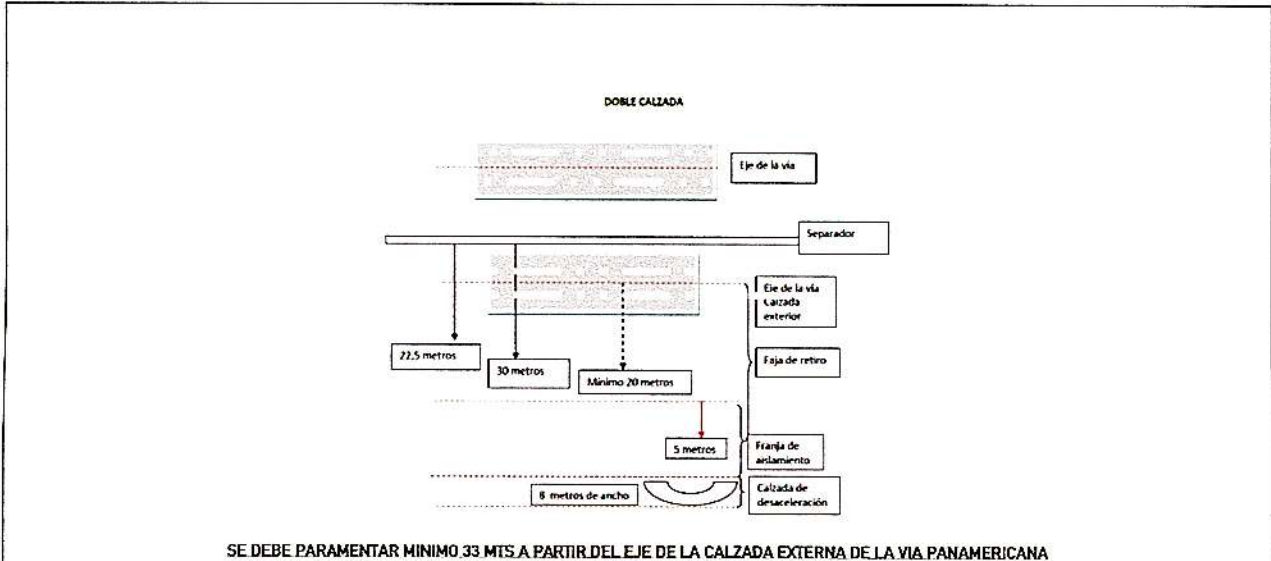 DOBLE CALZADA
Eje de la vía
Separador
Eje de la vía
Calzada
exterior
22,5 metros
30 metros
Mínimo 20 metros
Faja de retiro
5 metros
Franja de
aislamiento
8 metros de ancho
Calzada de
desaceleración
SE DEBE PARAMENTAR MINIMO 33 MTS A PARTIR DEL EJE DE LA CALZADA EXTERNA DE LA VIA PANAMERICANA